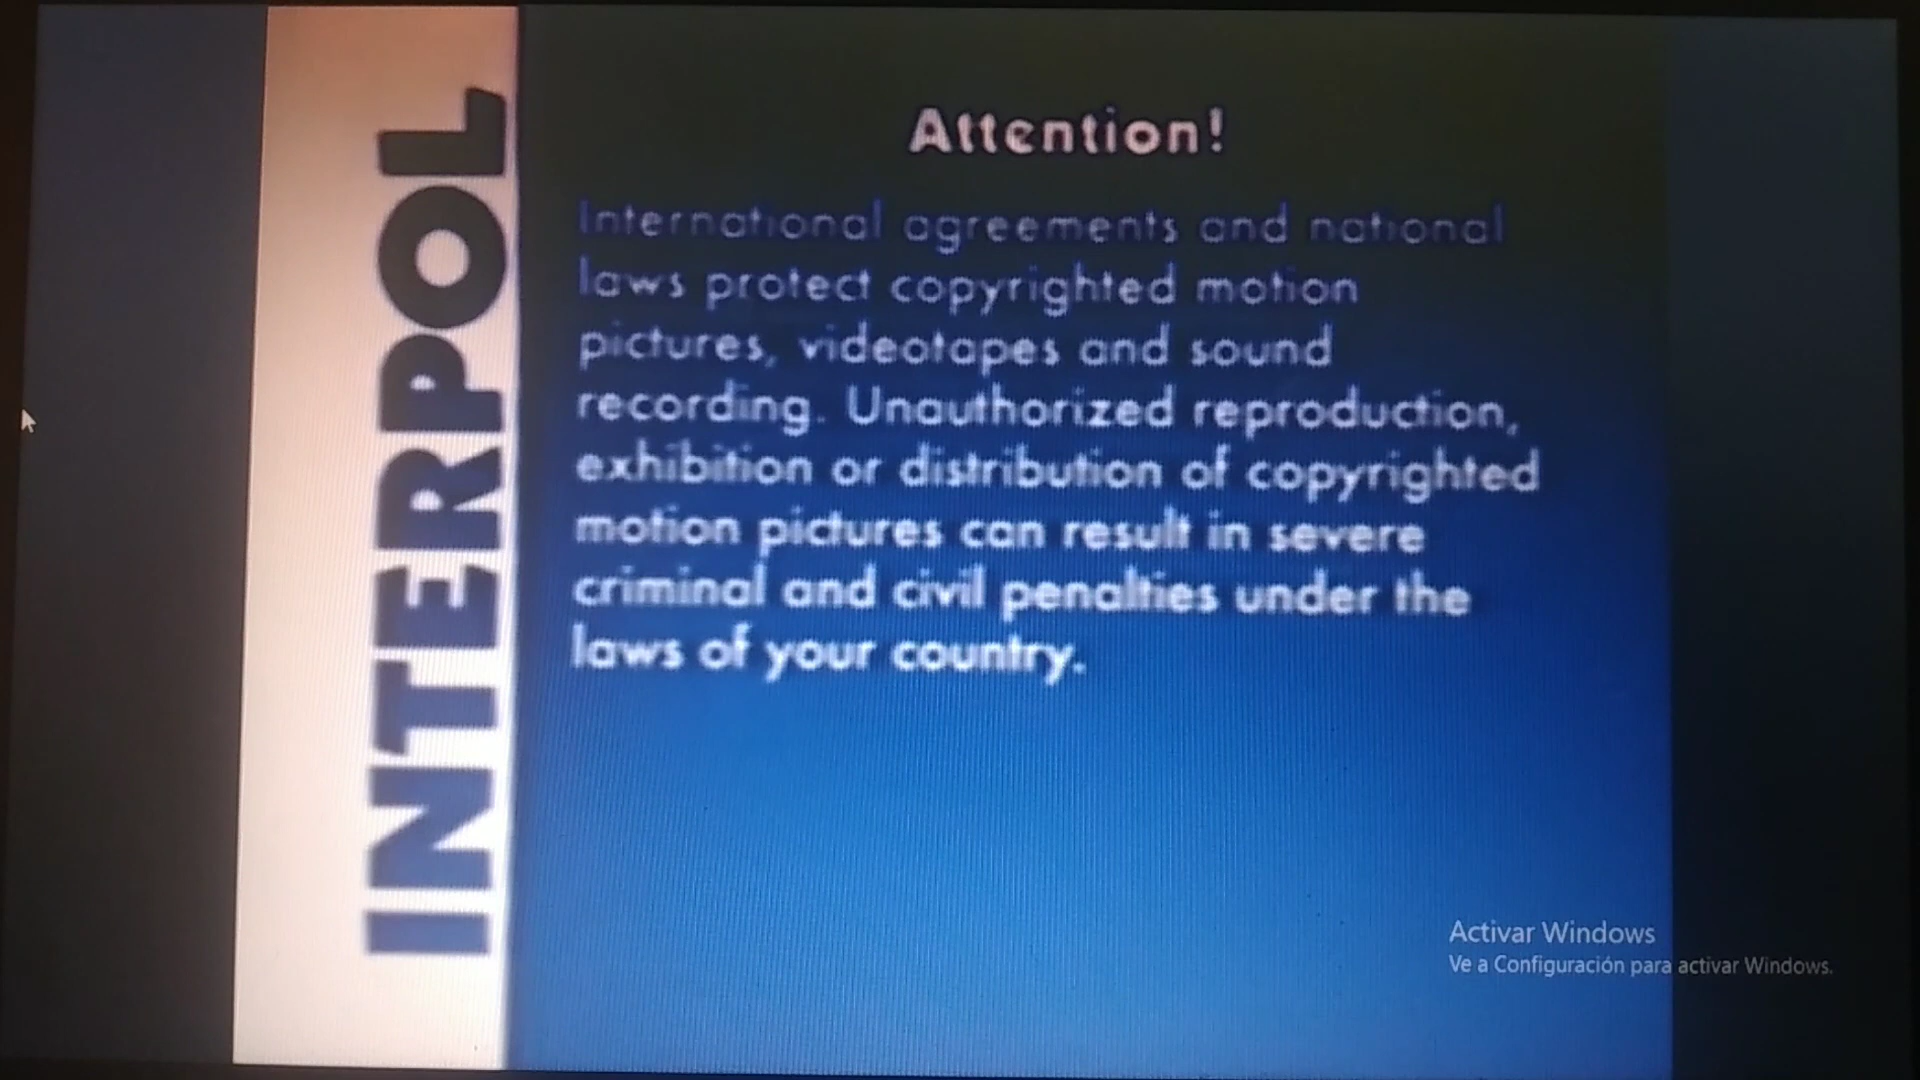 INTERPOL
Attention!
International agreements and national
laws protect copyrighted motion
pictures, videotapes and sound
recording. Unauthorized reproduction,
exhibition or distribution of copyrighted
motion pictures can result in severe
criminal and civil penalties under the
laws of your country.
Activar Windows
Ve a Configuración para activar Windows.